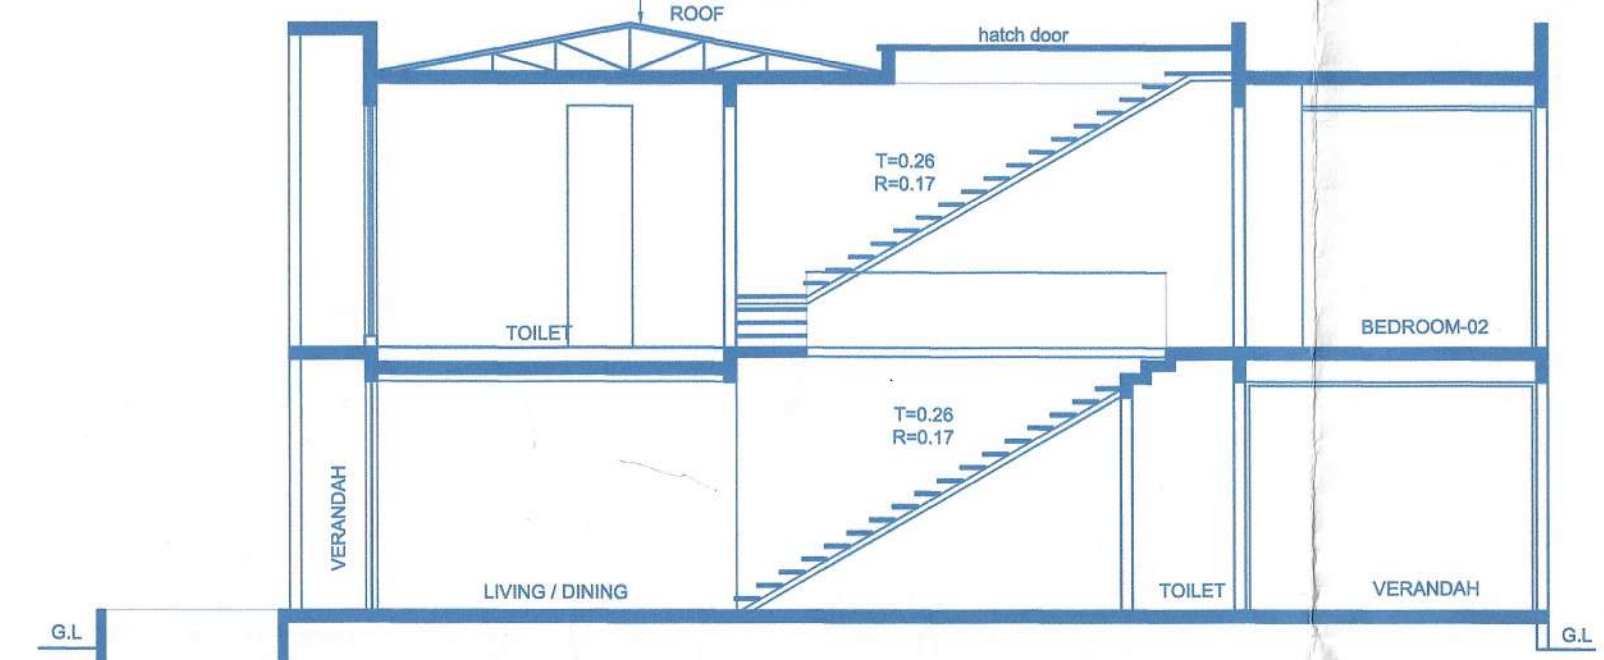 ROOF
hatch door
T=0.26
R=0.17
TOILET
BEDROOM-02
T=0.26
R=0.17
VERANDAH
LIVING / DINING
TOILET
VERANDAH
G.L
G.L